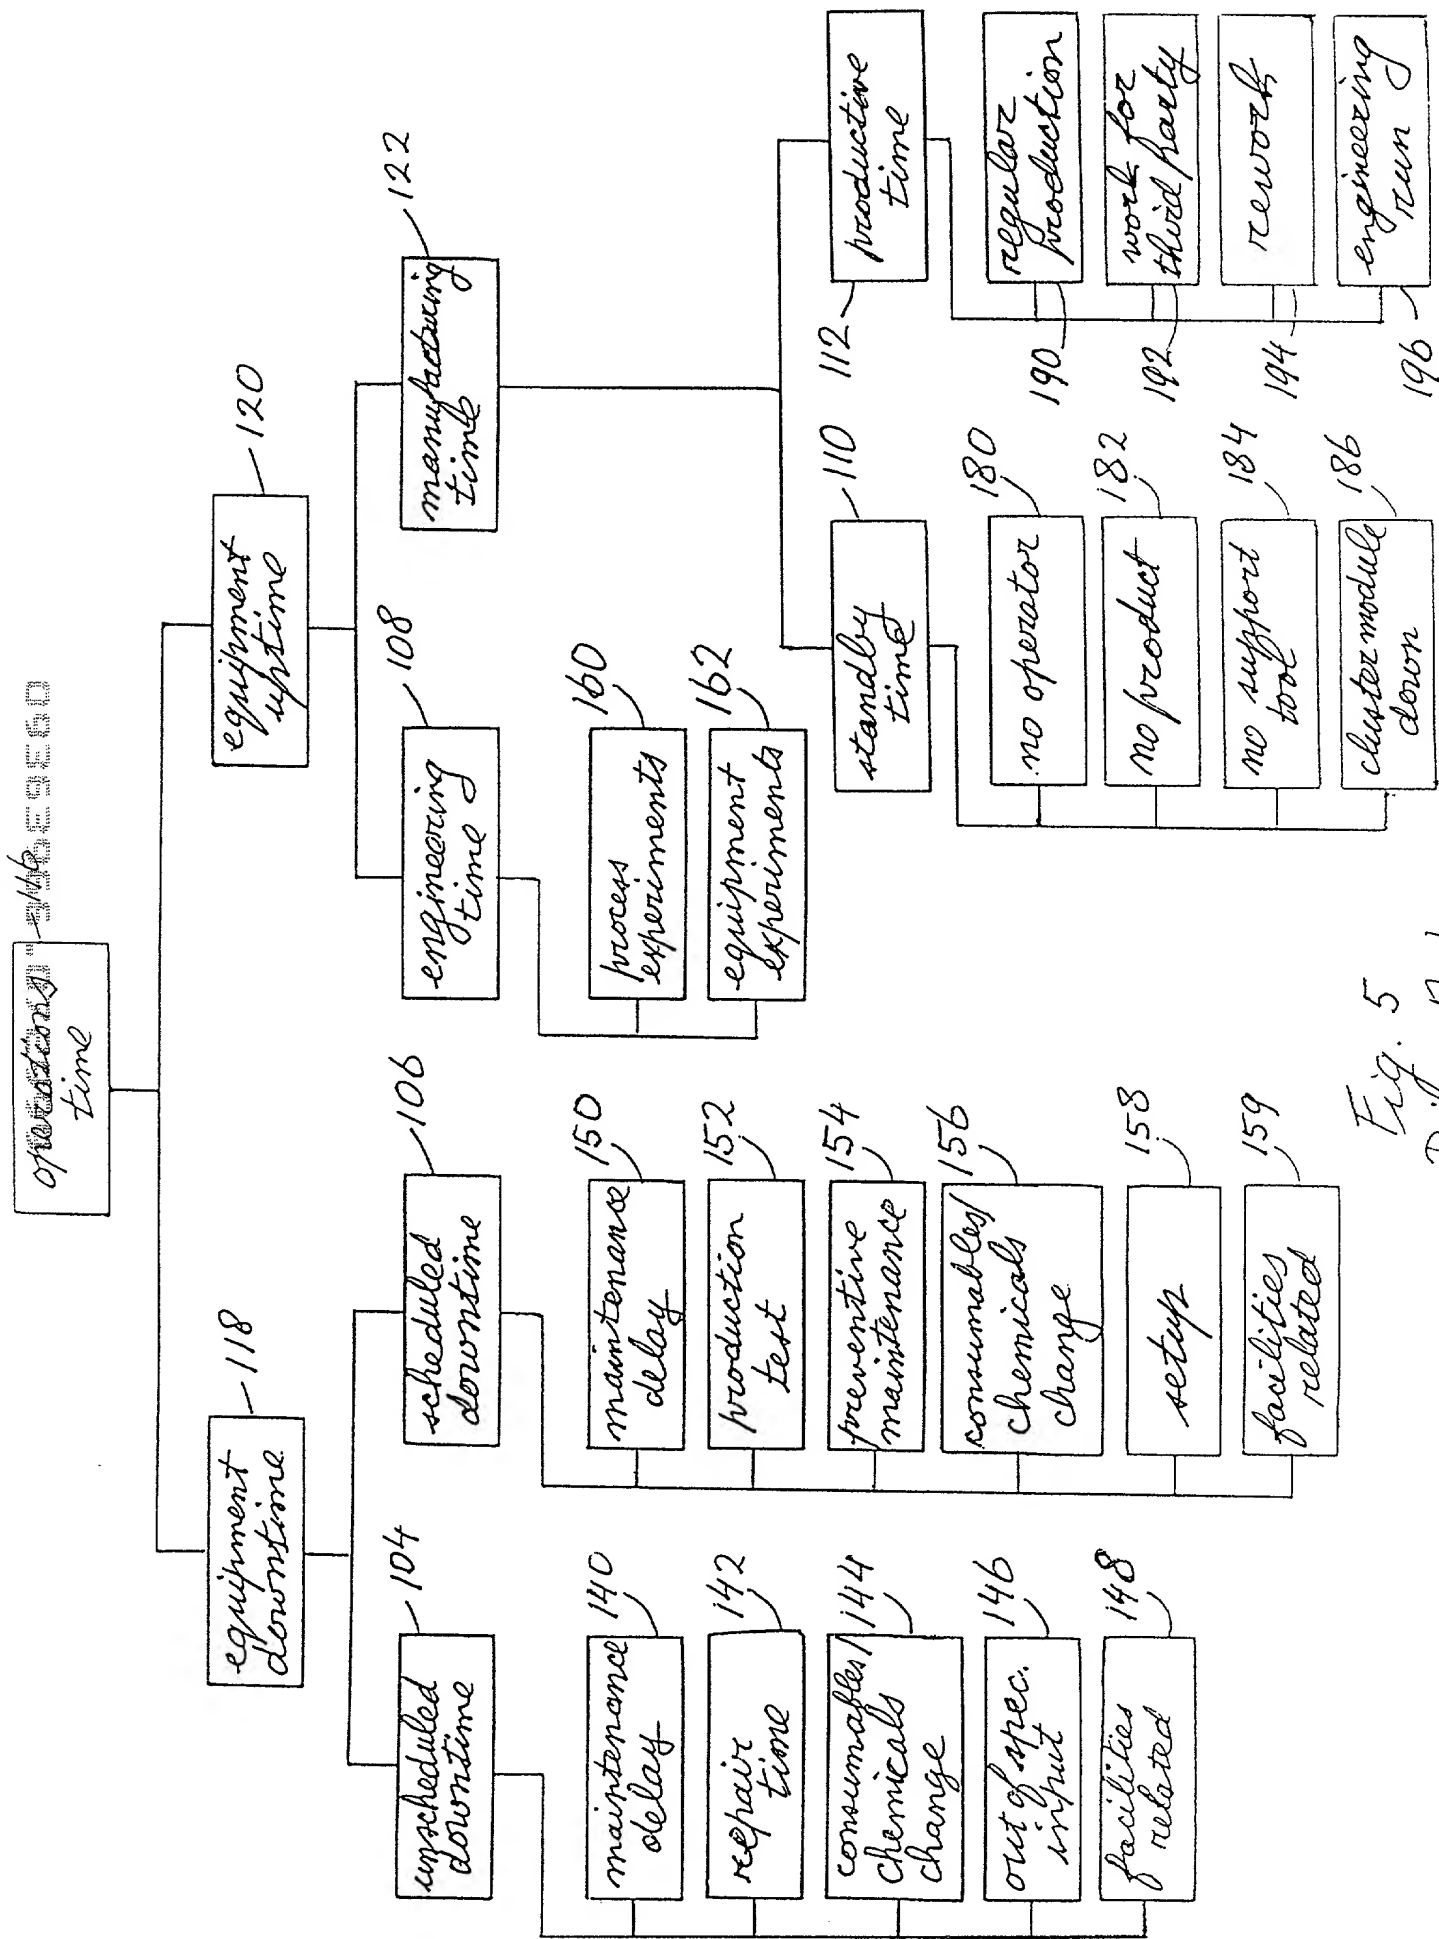 operations
time
116
equipment
downtime
118
equipment
uptime
120
unscheduled
downtime
104
scheduled
downtime
106
engineering
time
108
manufacturing
time
122
maintenance
delay
140
repair
time
142
consumables/
chemicals
change
144
out of spec.
input
146
facilities
related
148
maintenance
delay
150
production
test
152
preventive
maintenance
154
consumables/
chemicals
change
156
setup
158
facilities
related
159
process
experiments
160
equipment
experiments
162
standby
time
110
productive
time
112
no operator
180
no product
182
no support
tool
184
cluster module
down
186
regular
production
190
work for
third party
192
rework
194
engineering
run
196
Fig. 5